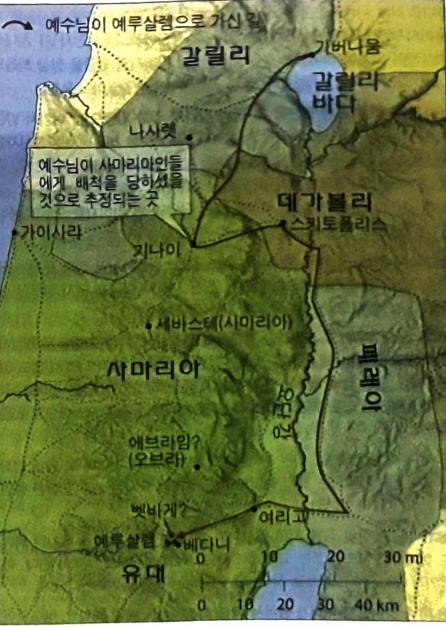 예수님이 예루살렘으로 가신 길
갈릴리
가버나움
갈릴리
바다
나사렛
예수님이 사마리아인들
에게 배척을 당하셨을
것으로 추정되는 곳
데가볼리
스키토폴리스
가이사랴
지나이
세바스테(사마리아)
사마리아
페레아
요단강
에브라임?
(오브라)
벳바게?
여리고
예루살렘
베다니
유대
0 10 20 30 mi
0 10 20 30 40 km